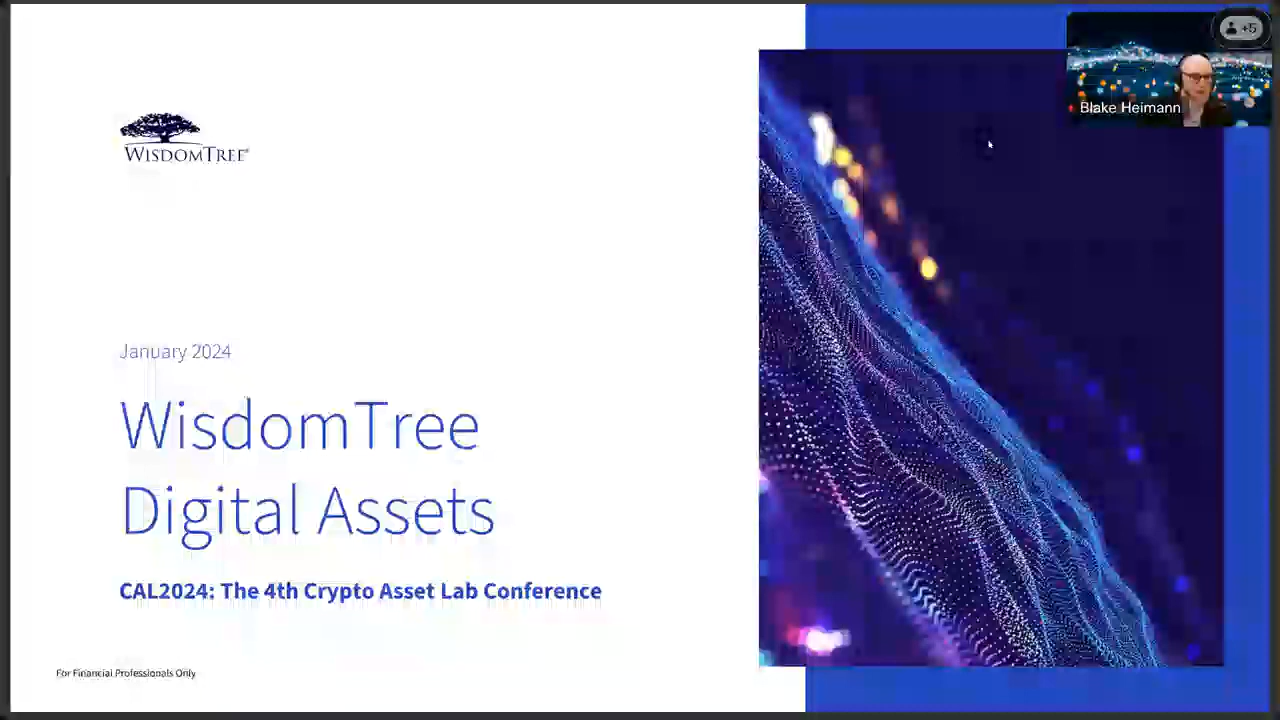 +5
Blake Heimann
WISDOMTREE®
January 2024
WisdomTree
Digital Assets
CAL2024: The 4th Crypto Asset Lab Conference
For Financial Professionals Only